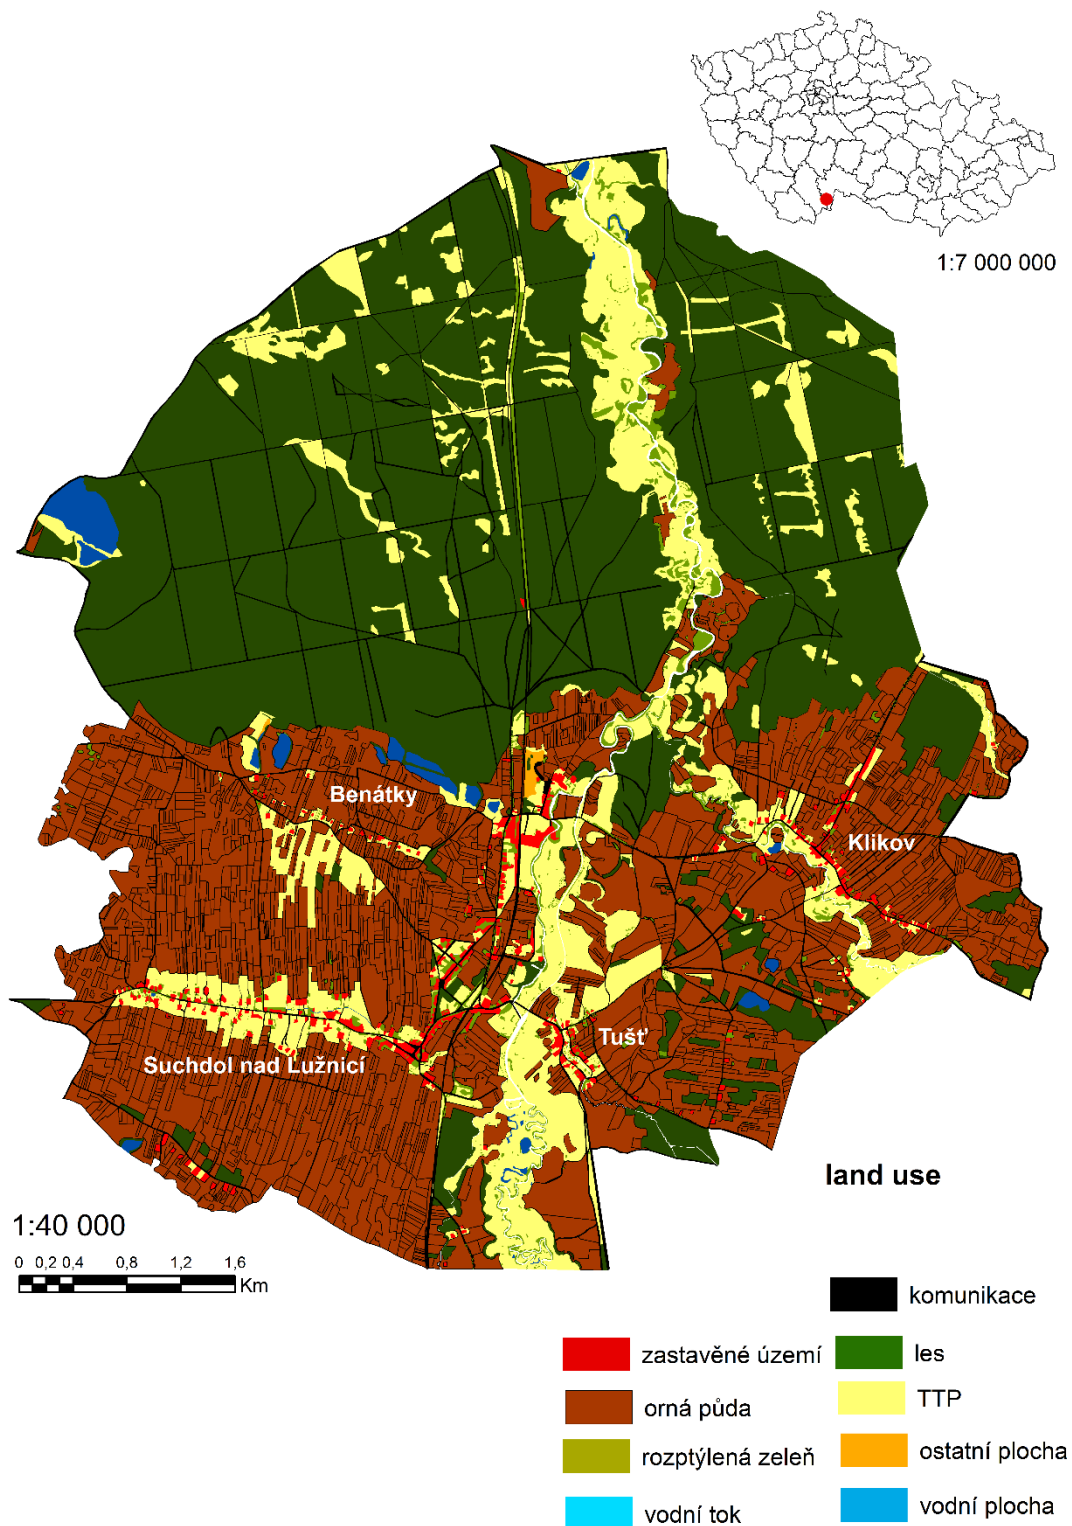 1:7 000 000
Benátky
Klikov
Tušť
Suchdol nad Lužnicí
land use
1:40 000
0 0,2 0,4 0,8 1,2 1,6
Km
komunikace
zastavěné území
les
orná půda
TTP
rozptýlená zeleň
ostatní plocha
vodní tok
vodní plocha